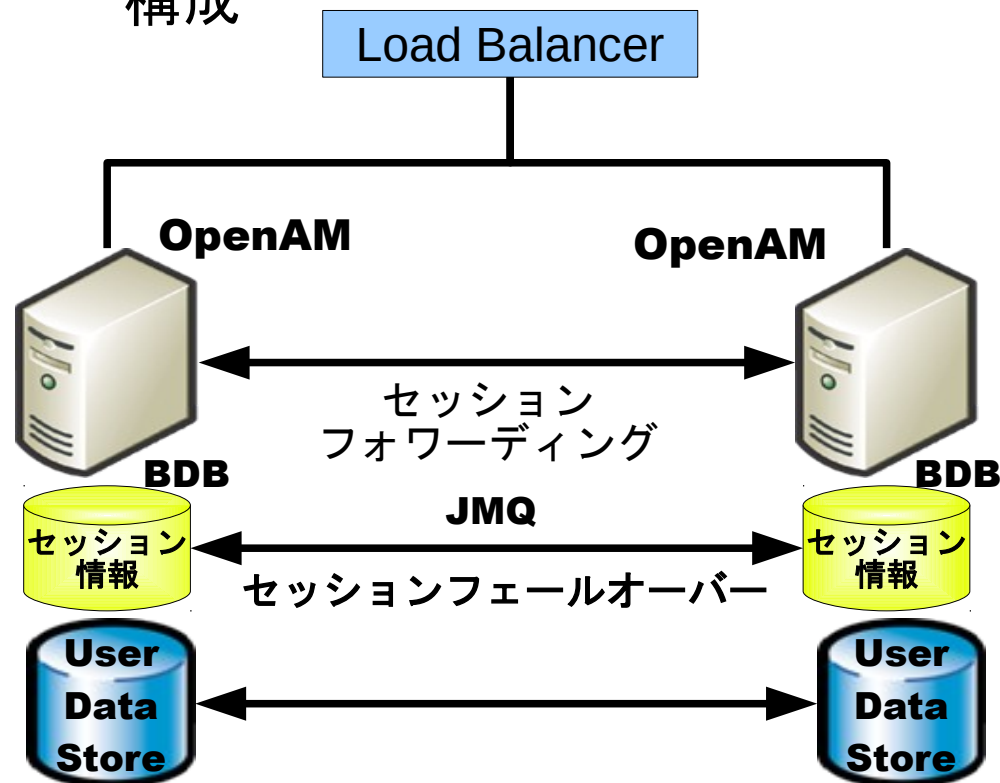 構成
Load Balancer
OpenAM
OpenAM
セッション
フォワーディング
BDB
BDB
JMQ
セッション
情報
セッション
情報
セッションフェールオーバー
User
Data
Store
User
Data
Store